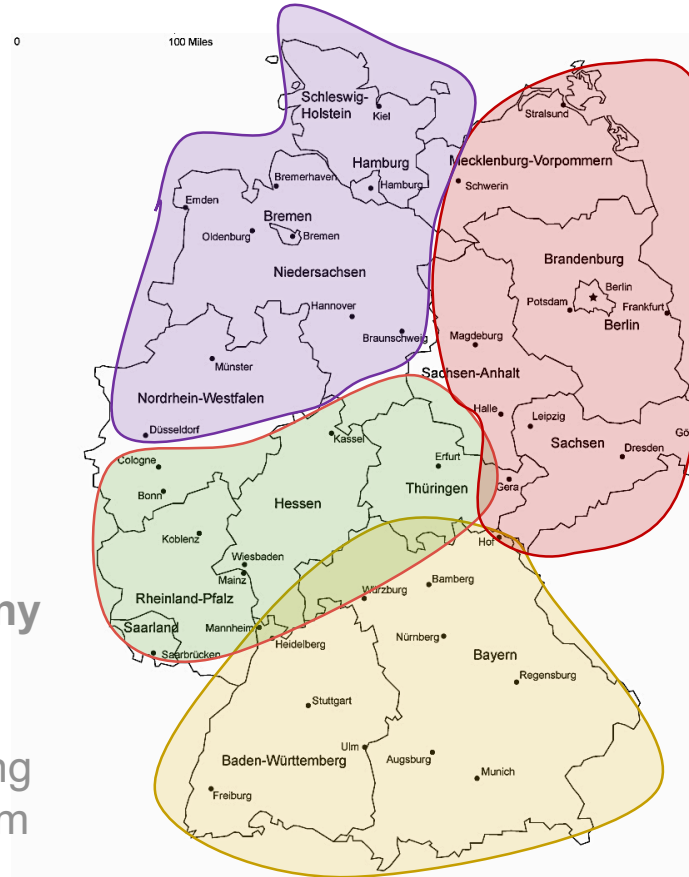 0
100 Miles
Schleswig-
Holstein
Kiel
Stralsund
Hamburg
Mecklenburg-Vorpommern
Bremerhaven
Hamburg
Schwerin
Emden
Bremen
Oldenburg
Bremen
Brandenburg
Niedersachsen
Berlin
Hannover
Potsdam
Frankfurt
Berlin
Braunschweig
Magdeburg
Münster
Sachsen-Anhalt
Nordrhein-Westfalen
Halle
Leipzig
Düsseldorf
Kassel
Sachsen
Gö
Dresden
Cologne
Erfurt
Bonn
Thüringen
Gera
Hessen
Koblenz
Hof
Wiesbaden
Mainz
Bamberg
Würzburg
Rheinland-Pfalz
ny
Saarland
Mannheim
Heidelberg
Nürnberg
Saarbrücken
Bayern
Regensburg
Stuttgart
Ulm
Baden-Württemberg
Augsburg
ng
Munich
Freiburg
m